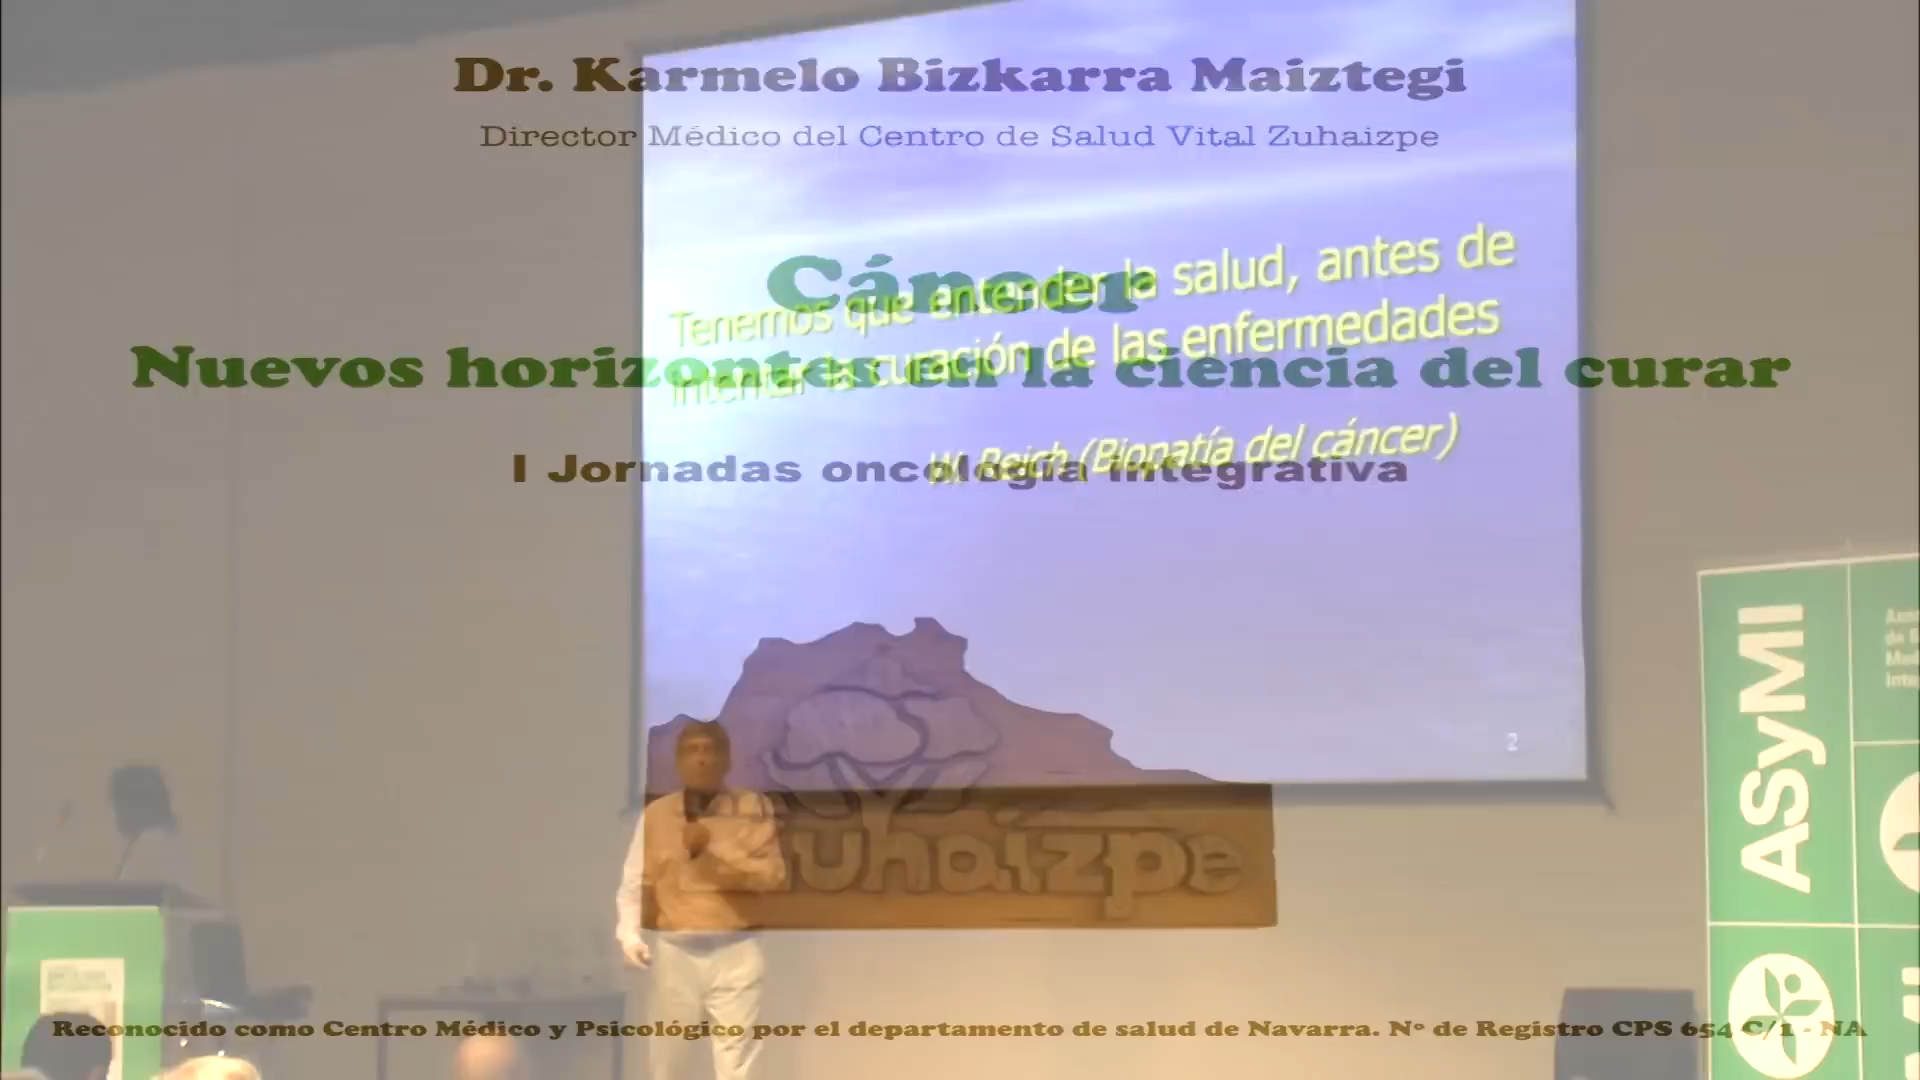 Dr. Karmelo Bizkarra Maiztegi
Director Médico del Centro de Salud Vital Zuhaizpe
Cáncer
Nuevos horizontes en la ciencia del curar
I Jornadas oncología integrativa
Tenemos que entender la salud, antes de
intentar la curación de las enfermedades
W. Reich (Biopatía del cáncer)
2
Zuhaizpe
ASyMI
Reconocido como Centro Médico y Psicológico por el departamento de salud de Navarra. Nº de Registro CPS 654 C/1 - NA